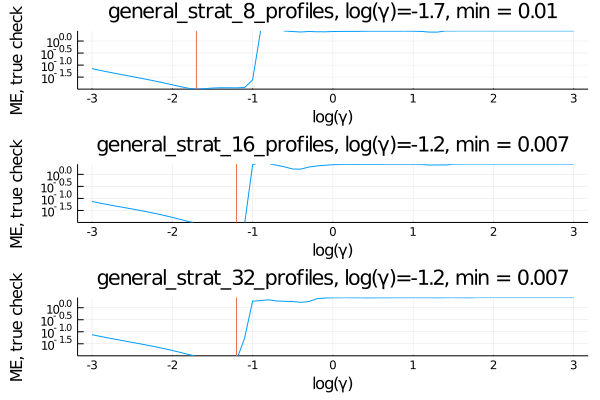 general_strat_8_profiles, log(γ)=-1.7, min = 0.01
ME, true check
10^0.0
10^-0.5
10^-1.0
10^-1.5
-3 -2 -1 0 1 2 3
log(γ)
general_strat_16_profiles, log(γ)=-1.2, min = 0.007
ME, true check
10^0.0
10^-0.5
10^-1.0
10^-1.5
-3 -2 -1 0 1 2 3
log(γ)
general_strat_32_profiles, log(γ)=-1.2, min = 0.007
ME, true check
10^0.0
10^-0.5
10^-1.0
10^-1.5
-3 -2 -1 0 1 2 3
log(γ)